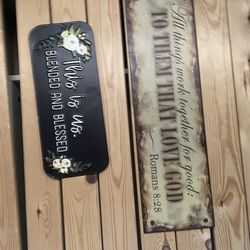 This is us.
BLENDED AND BLESSED
All things work together for good:
TO THEM THAT LOVE GOD
Romans 8:28